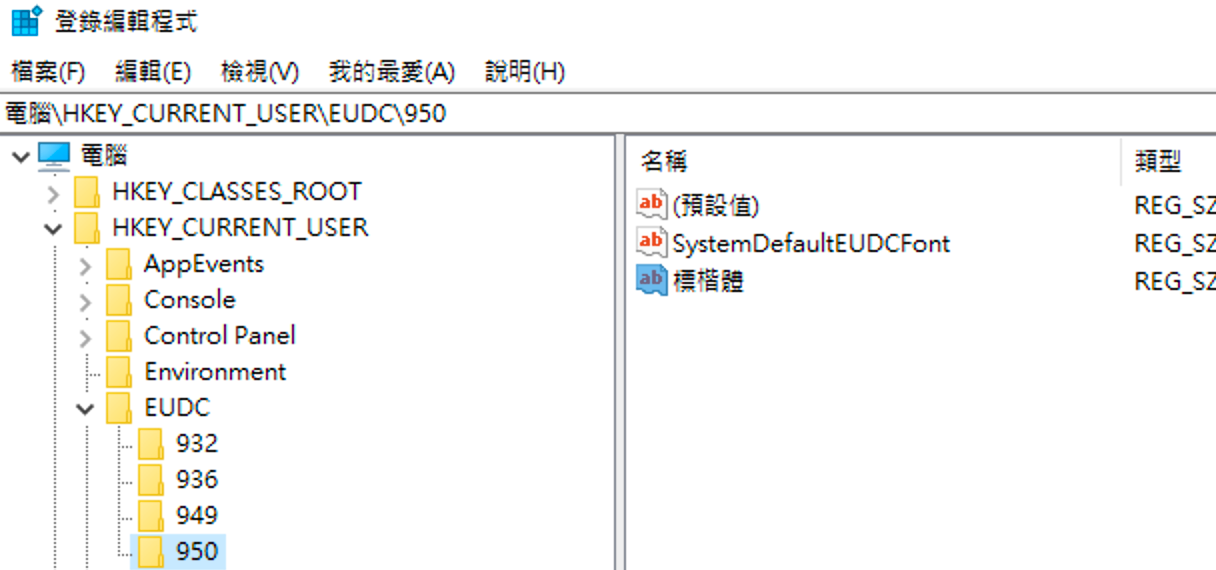 登錄編輯程式
檔案(F) 編輯(E) 檢視(V) 我的最愛(A) 說明(H)
電腦\HKEY_CURRENT_USER\EUDC\950
電腦
HKEY_CLASSES_ROOT
HKEY_CURRENT_USER
AppEvents
Console
Control Panel
Environment
EUDC
932
936
949
950
名稱 類型
(預設值) REG_SZ
SystemDefaultEUDCFont REG_SZ
標楷體 REG_SZ